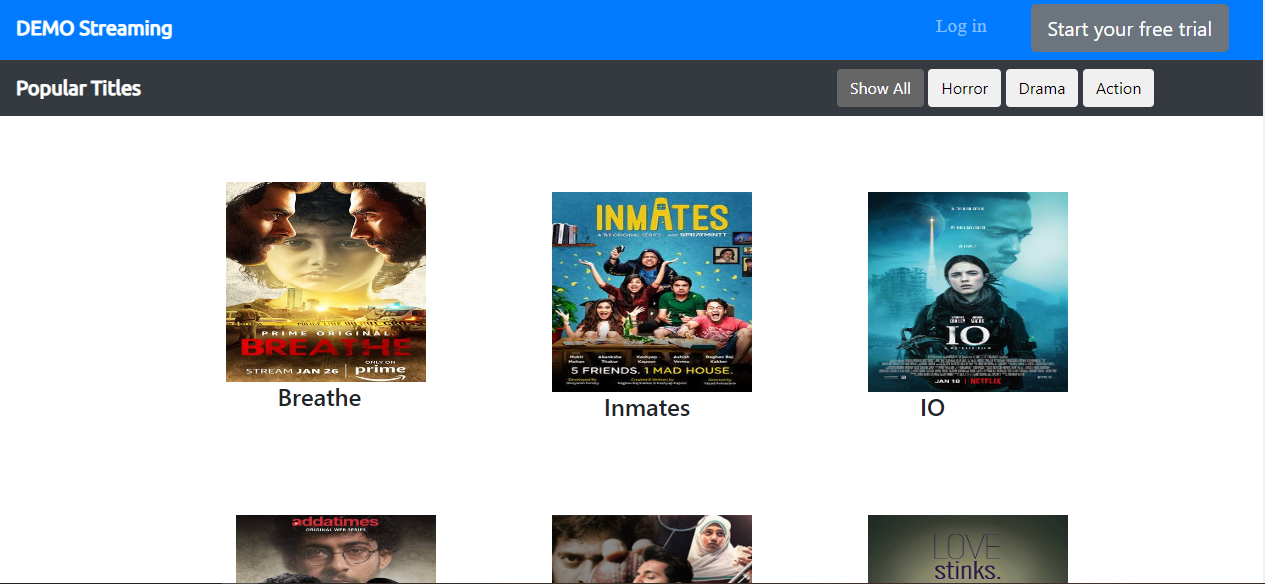 DEMO Streaming
Log in
Start your free trial
Popular Titles
Show All
Horror
Drama
Action
PRIME ORIGINAL
BREATHE
ONLY ON
STREAM JAN 26 | prime
Breathe
INMATES
5 FRIENDS. 1 MAD HOUSE.
Inmates
IO
JAN 18 | NETFLIX
IO
addatimes
ORIGINAL WEB SERIES
LOVE
stinks.